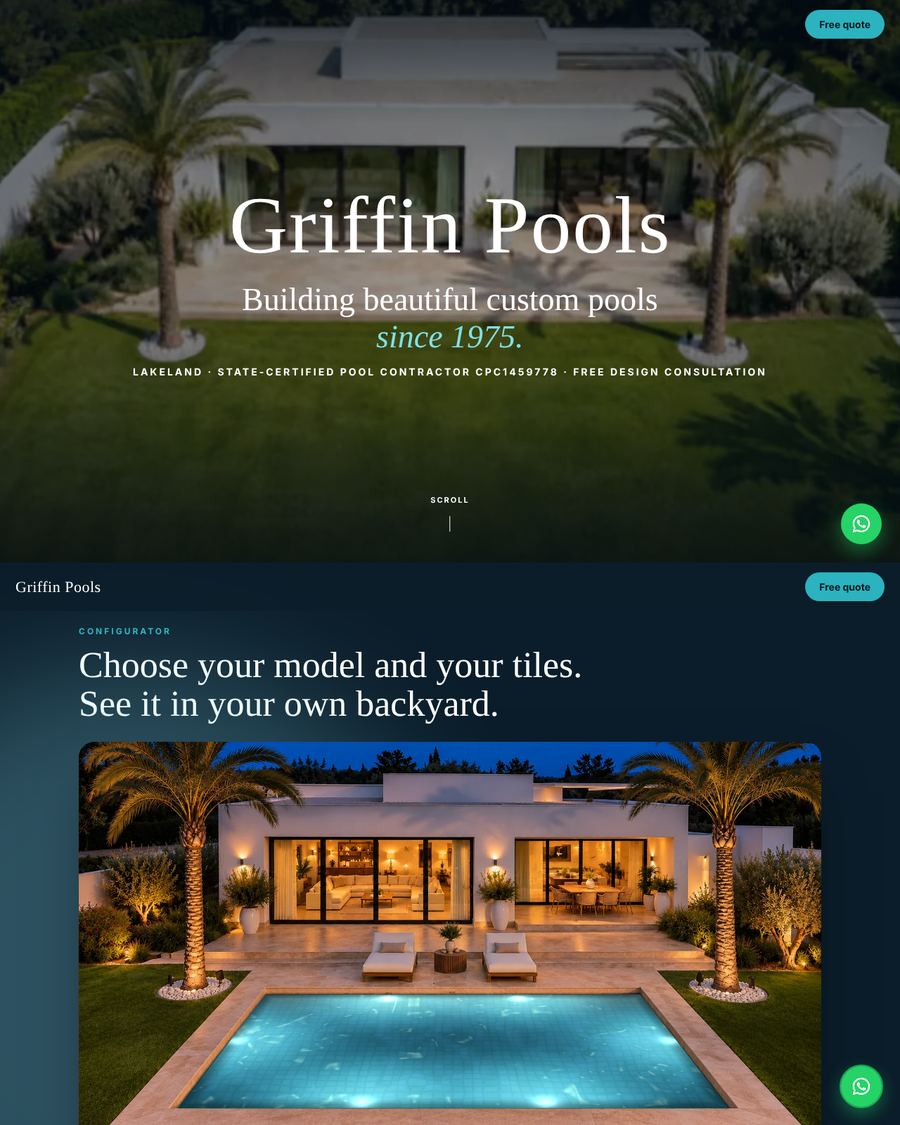 Free quote
Griffin Pools
Building beautiful custom pools
since 1975.
LAKELAND · STATE-CERTIFIED POOL CONTRACTOR CPC1459778 · FREE DESIGN CONSULTATION
SCROLL
Griffin Pools
Free quote
CONFIGURATOR
Choose your model and your tiles.
See it in your own backyard.